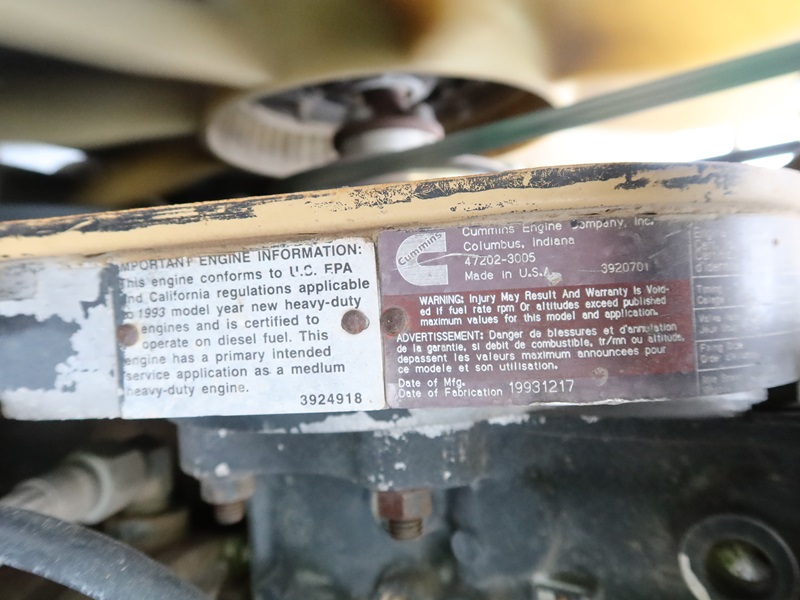 IMPORTANT ENGINE INFORMATION:
This engine conforms to U.S. EPA
and California regulations applicable
to 1993 model year new heavy-duty
engines and is certified to
operate on diesel fuel. This
engine has a primary intended
service application as a medium
heavy-duty engine.
3924918
Cummins
Cummins Engine Company, Inc.
Columbus, Indiana
47202-3005
Made in U.S.A.
3920701
WARNING: Injury May Result And Warranty Is Void-
ed if fuel rate rpm Or altitudes exceed published
maximum values for this model and application.
ADVERTISSEMENT: Danger de blessures et d'annulation
de la garantie, si debit de combustible, tr/mn ou altitude,
depassent les valeurs maximum announcees pour
ce modele et son utilisation.
Date of Mfg.
Date of Fabrication 19931217